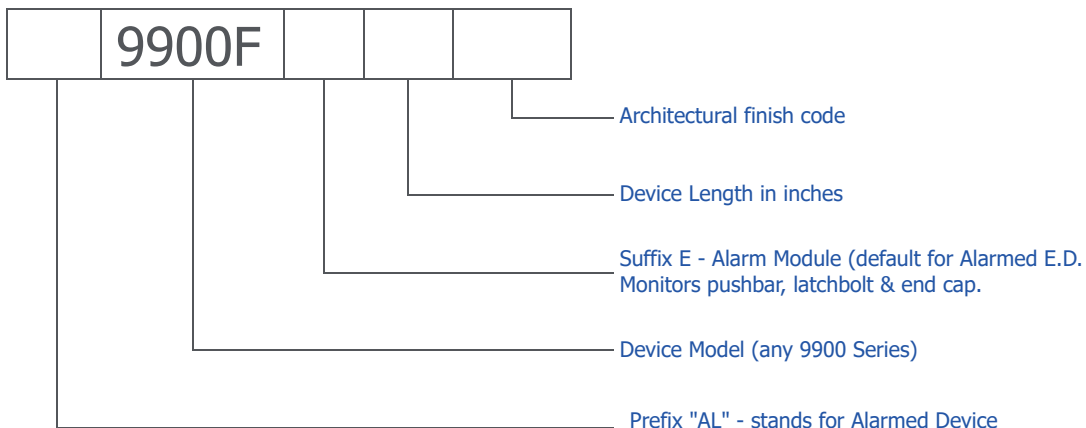 9900F
Architectural finish code
Device Length in inches
Suffix E - Alarm Module (default for Alarmed E.D.
Monitors pushbar, latchbolt & end cap.
Device Model (any 9900 Series)
Prefix "AL" - stands for Alarmed Device